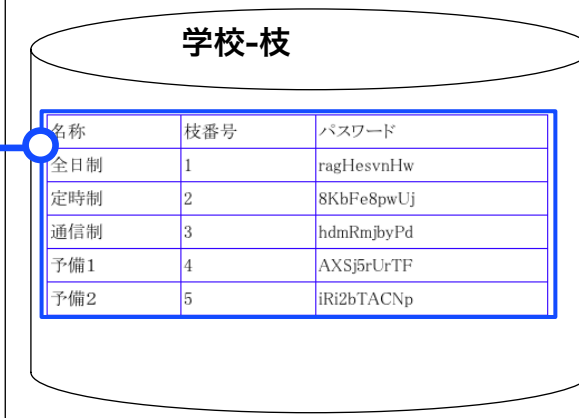 学校-枝
名称 枝番号 パスワード
全日制 1 ragHesvnHw
定時制 2 8KbFe8pwUj
通信制 3 hdmRmjbyPd
予備1 4 AXSj5rUrTF
予備2 5 iRi2bTACNp